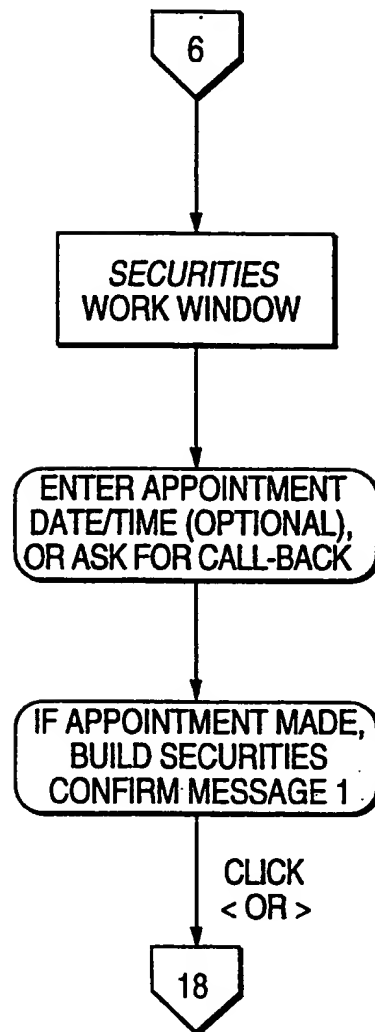 6
SECURITIES
WORK WINDOW
ENTER APPOINTMENT
DATE/TIME (OPTIONAL),
OR ASK FOR CALL-BACK
IF APPOINTMENT MADE,
BUILD SECURITIES
CONFIRM MESSAGE 1
CLICK
< OR >
18